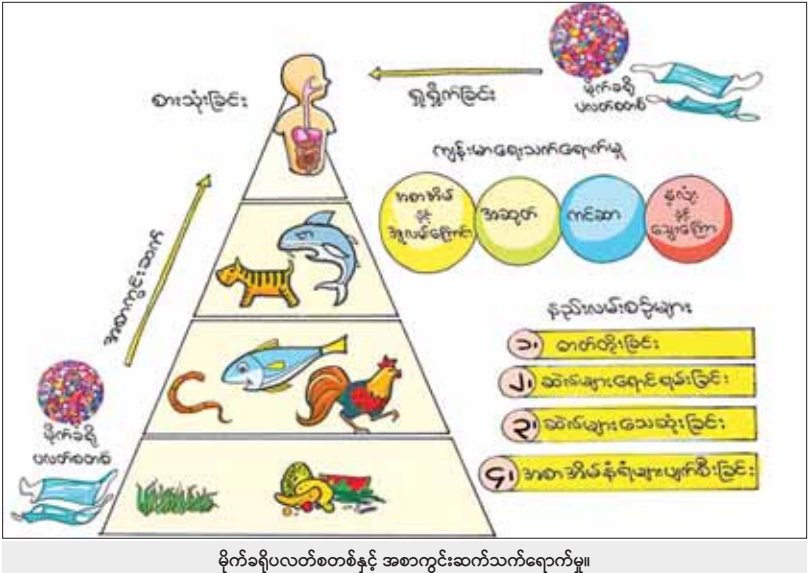 စားသုံးခြင်း
ရှူရှိုက်ခြင်း
မိုက်ခရို
ပလတ်စတစ်
ကျန်းမာရေးသက်ရောက်မှု
အစာအိမ်
နှင့်
အူလမ်းကြောင်း
အဆုတ်
ကင်ဆာ
နှလုံး
နှင့်
သွေးကြော
အစာကွင်းဆက်
နည်းလမ်းစဉ်များ
၁၊ ဓာတ်တိုးခြင်း
၂၊ ဆဲလ်များရောင်ရမ်းခြင်း
၃၊ ဆဲလ်များသေဆုံးခြင်း
၄၊ အစာအိမ်နံရံများပျက်စီးခြင်း
မိုက်ခရို
ပလတ်စတစ်
မိုက်ခရိုပလတ်စတစ်နှင့် အစာကွင်းဆက်သက်ရောက်မှု။